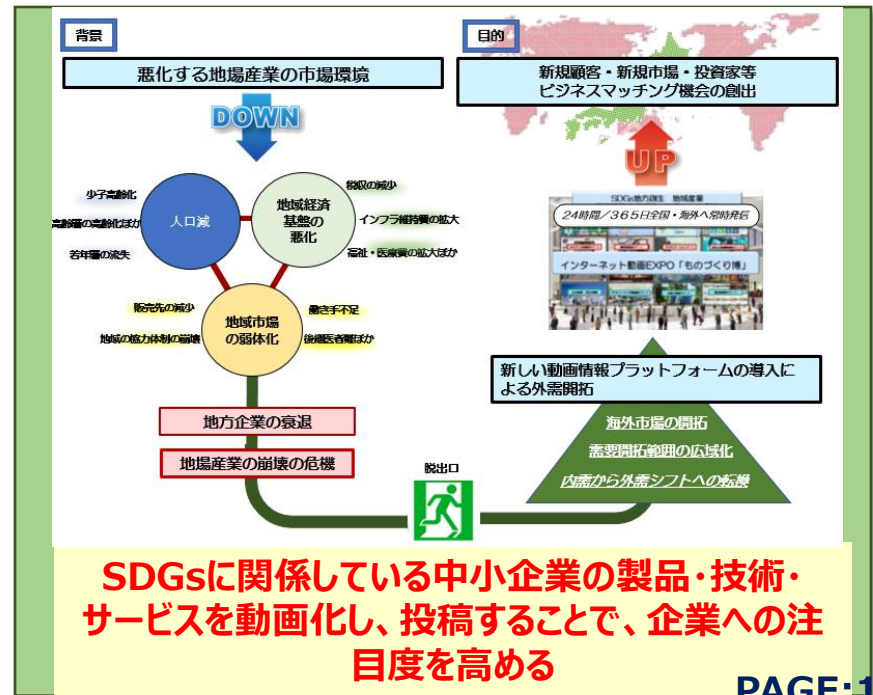 背景
悪化する地場産業の市場環境
DOWN
少子高齢化
高齢層の高齢化ほか
若年層の流失
人口減
地域経済
基盤の
悪化
税収の減少
インフラ維持費の拡大
福祉・医療費の拡大ほか
販売先の減少
地域の協力体制の崩壊
地域市場
の弱体化
働き手不足
後継医者難ほか
地方企業の衰退
地場産業の崩壊の危機
脱出口
目的
新規顧客・新規市場・投資家等
ビジネスマッチング機会の創出
UP
SDGs地方創生 地域産業
24時間/365日全国・海外へ常時発信
インターネット動画EXPO「ものづくり博」
新しい動画情報プラットフォームの導入に
よる外需開拓
海外市場の開拓
需要開拓範囲の広域化
内需から外需シフトへの転換
SDGsに関係している中小企業の製品・技術・
サービスを動画化し、投稿することで、企業への注
目度を高める
PAGE:1